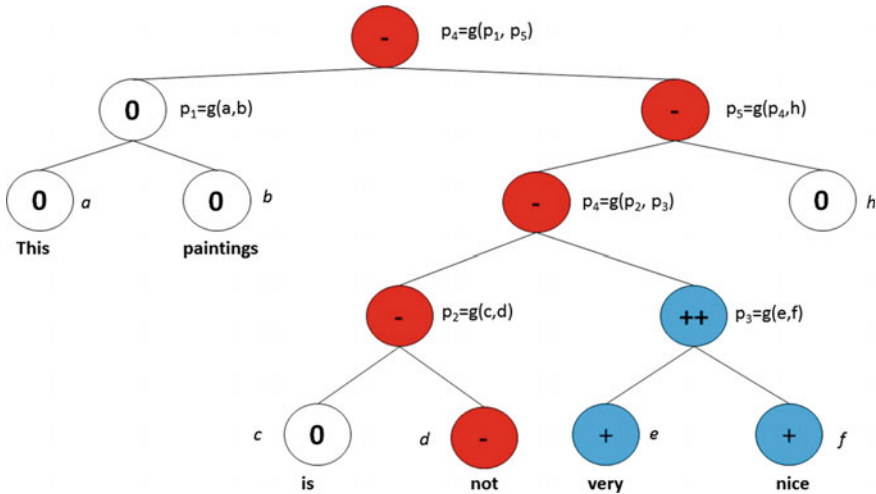 - p₄=g(p₁, p₅)
0 p₁=g(a,b) - p₅=g(p₄,h)
0 a 0 b - p₄=g(p₂, p₃) 0 h
This paintings
- p₂=g(c,d) ++ p₃=g(e,f)
c 0 d - + e + f
is not very nice